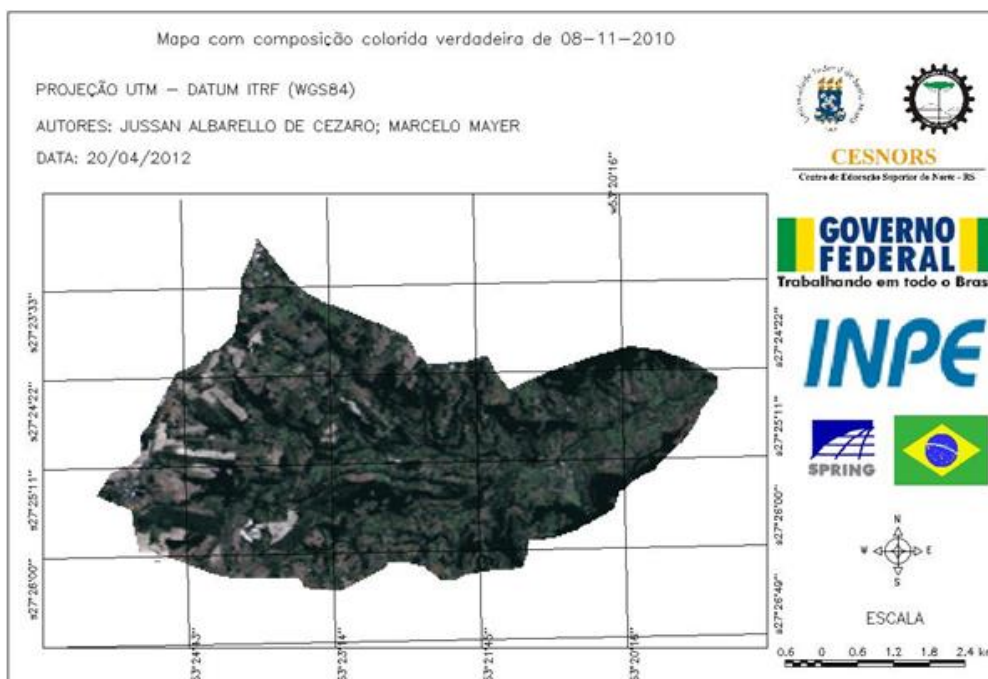 Mapa com composição colorida verdadeira de 08-11-2010
PROJEÇÃO UTM - DATUM ITRF (WGS84)
AUTORES: JUSSAN ALBARELLO DE CEZARO; MARCELO MAYER
DATA: 20/04/2012
CESNORS
Centro de Educação Superior do Norte - RS
GOVERNO
FEDERAL
Trabalhando em todo o Bras
INPE
SPRING
N
W E
S
ESCALA
0.6 0 0.6 1.2 1.8 2.4 k
s27°23'33''
s27°24'22''
s27°25'11''
s27°26'00''
s27°24'22''
s27°25'11''
s27°26'00''
s27°26'49''
53°20'16''
53°24'43''
53°23'14''
53°21'45''
53°20'16''